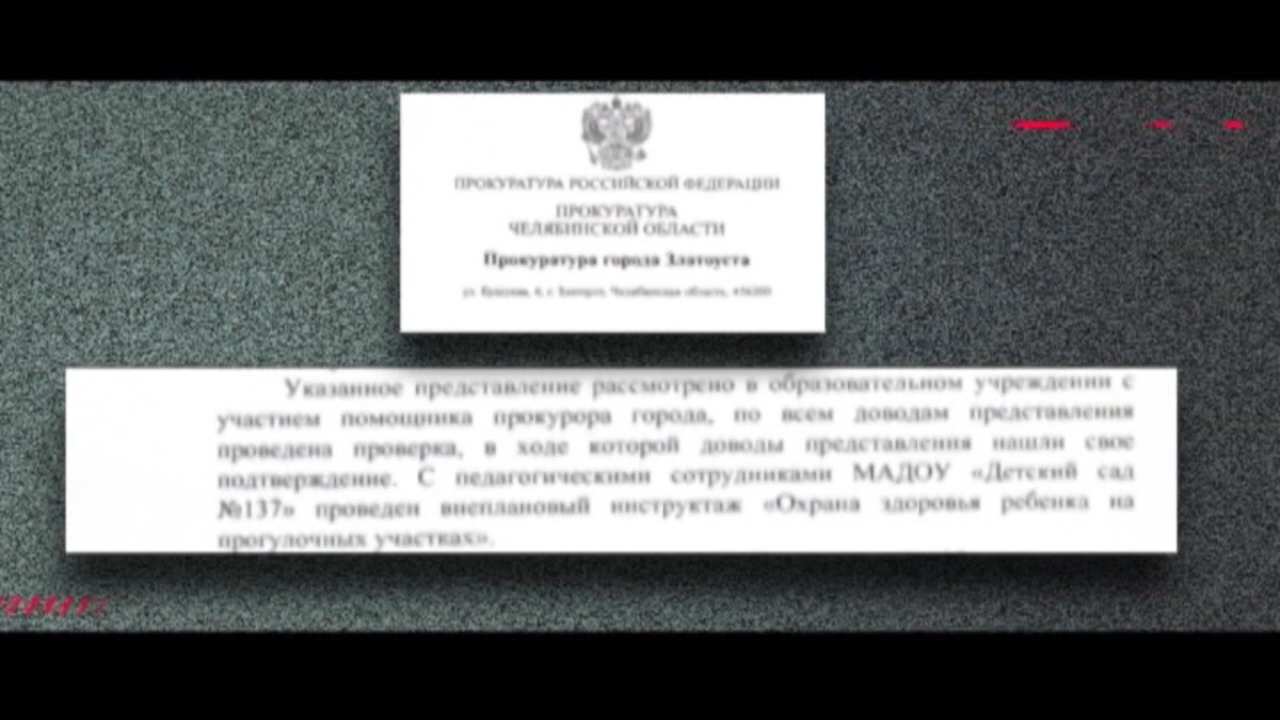 ПРОКУРАТУРА РОССИЙСКОЙ ФЕДЕРАЦИИ
ПРОКУРАТУРА
ЧЕЛЯБИНСКОЙ ОБЛАСТИ
Прокуратура города Златоуста
Челябинская область,
Указанное представление рассмотрено в образовательном учреждении с
участием помощника прокурора города, по всем доводам представления
проведена проверка, в ходе которой доводы представления нашли свое
подтверждение. С педагогическими сотрудниками МАДОУ «Детский сад
№137» проведен внеплановый инструктаж «Охрана здоровья ребенка на
прогулочных участках».